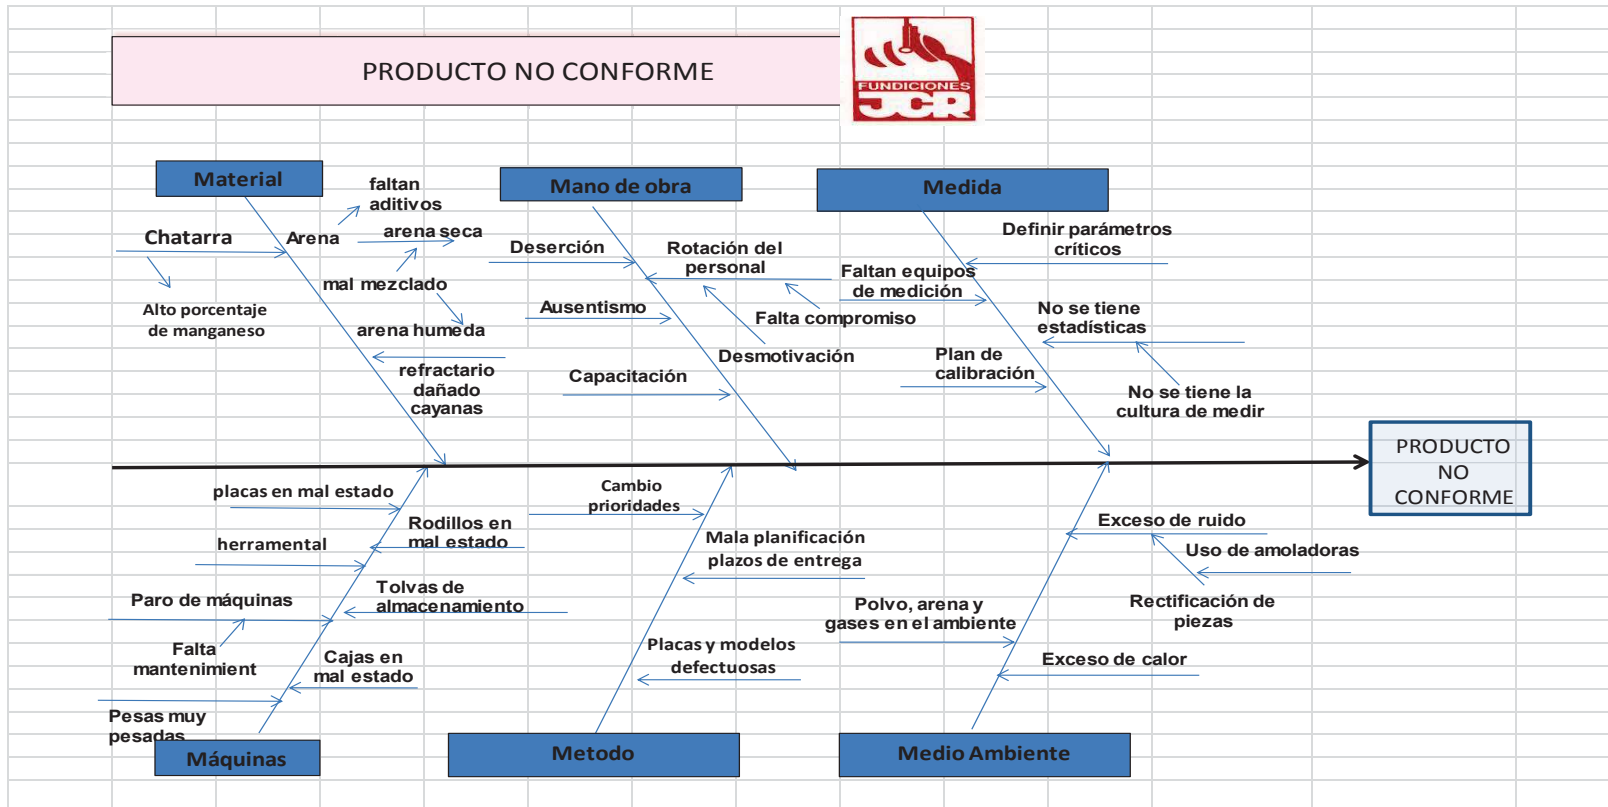 PRODUCTO NO CONFORME
FUNDICIONES
JCR
Material
Mano de obra
Medida
faltan
aditivos
Chatarra
Arena
arena seca
mal mezclado
Alto porcentaje
de manganeso
arena humeda
refractario
dañado
cayanas
Deserción
Rotación del
personal
Ausentismo
Falta compromiso
Desmotivación
Capacitación
Definir parámetros
críticos
Faltan equipos
de medición
No se tiene
estadísticas
Plan de
calibración
No se tiene la
cultura de medir
PRODUCTO
NO
CONFORME
placas en mal estado
Rodillos en
mal estado
herramental
Tolvas de
almacenamiento
Paro de máquinas
Falta
mantenimient
Cajas en
mal estado
Pesas muy
pesadas
Cambio
prioridades
Mala planificación
plazos de entrega
Placas y modelos
defectuosas
Exceso de ruido
Uso de amoladoras
Rectificación de
piezas
Polvo, arena y
gases en el ambiente
Exceso de calor
Máquinas
Metodo
Medio Ambiente